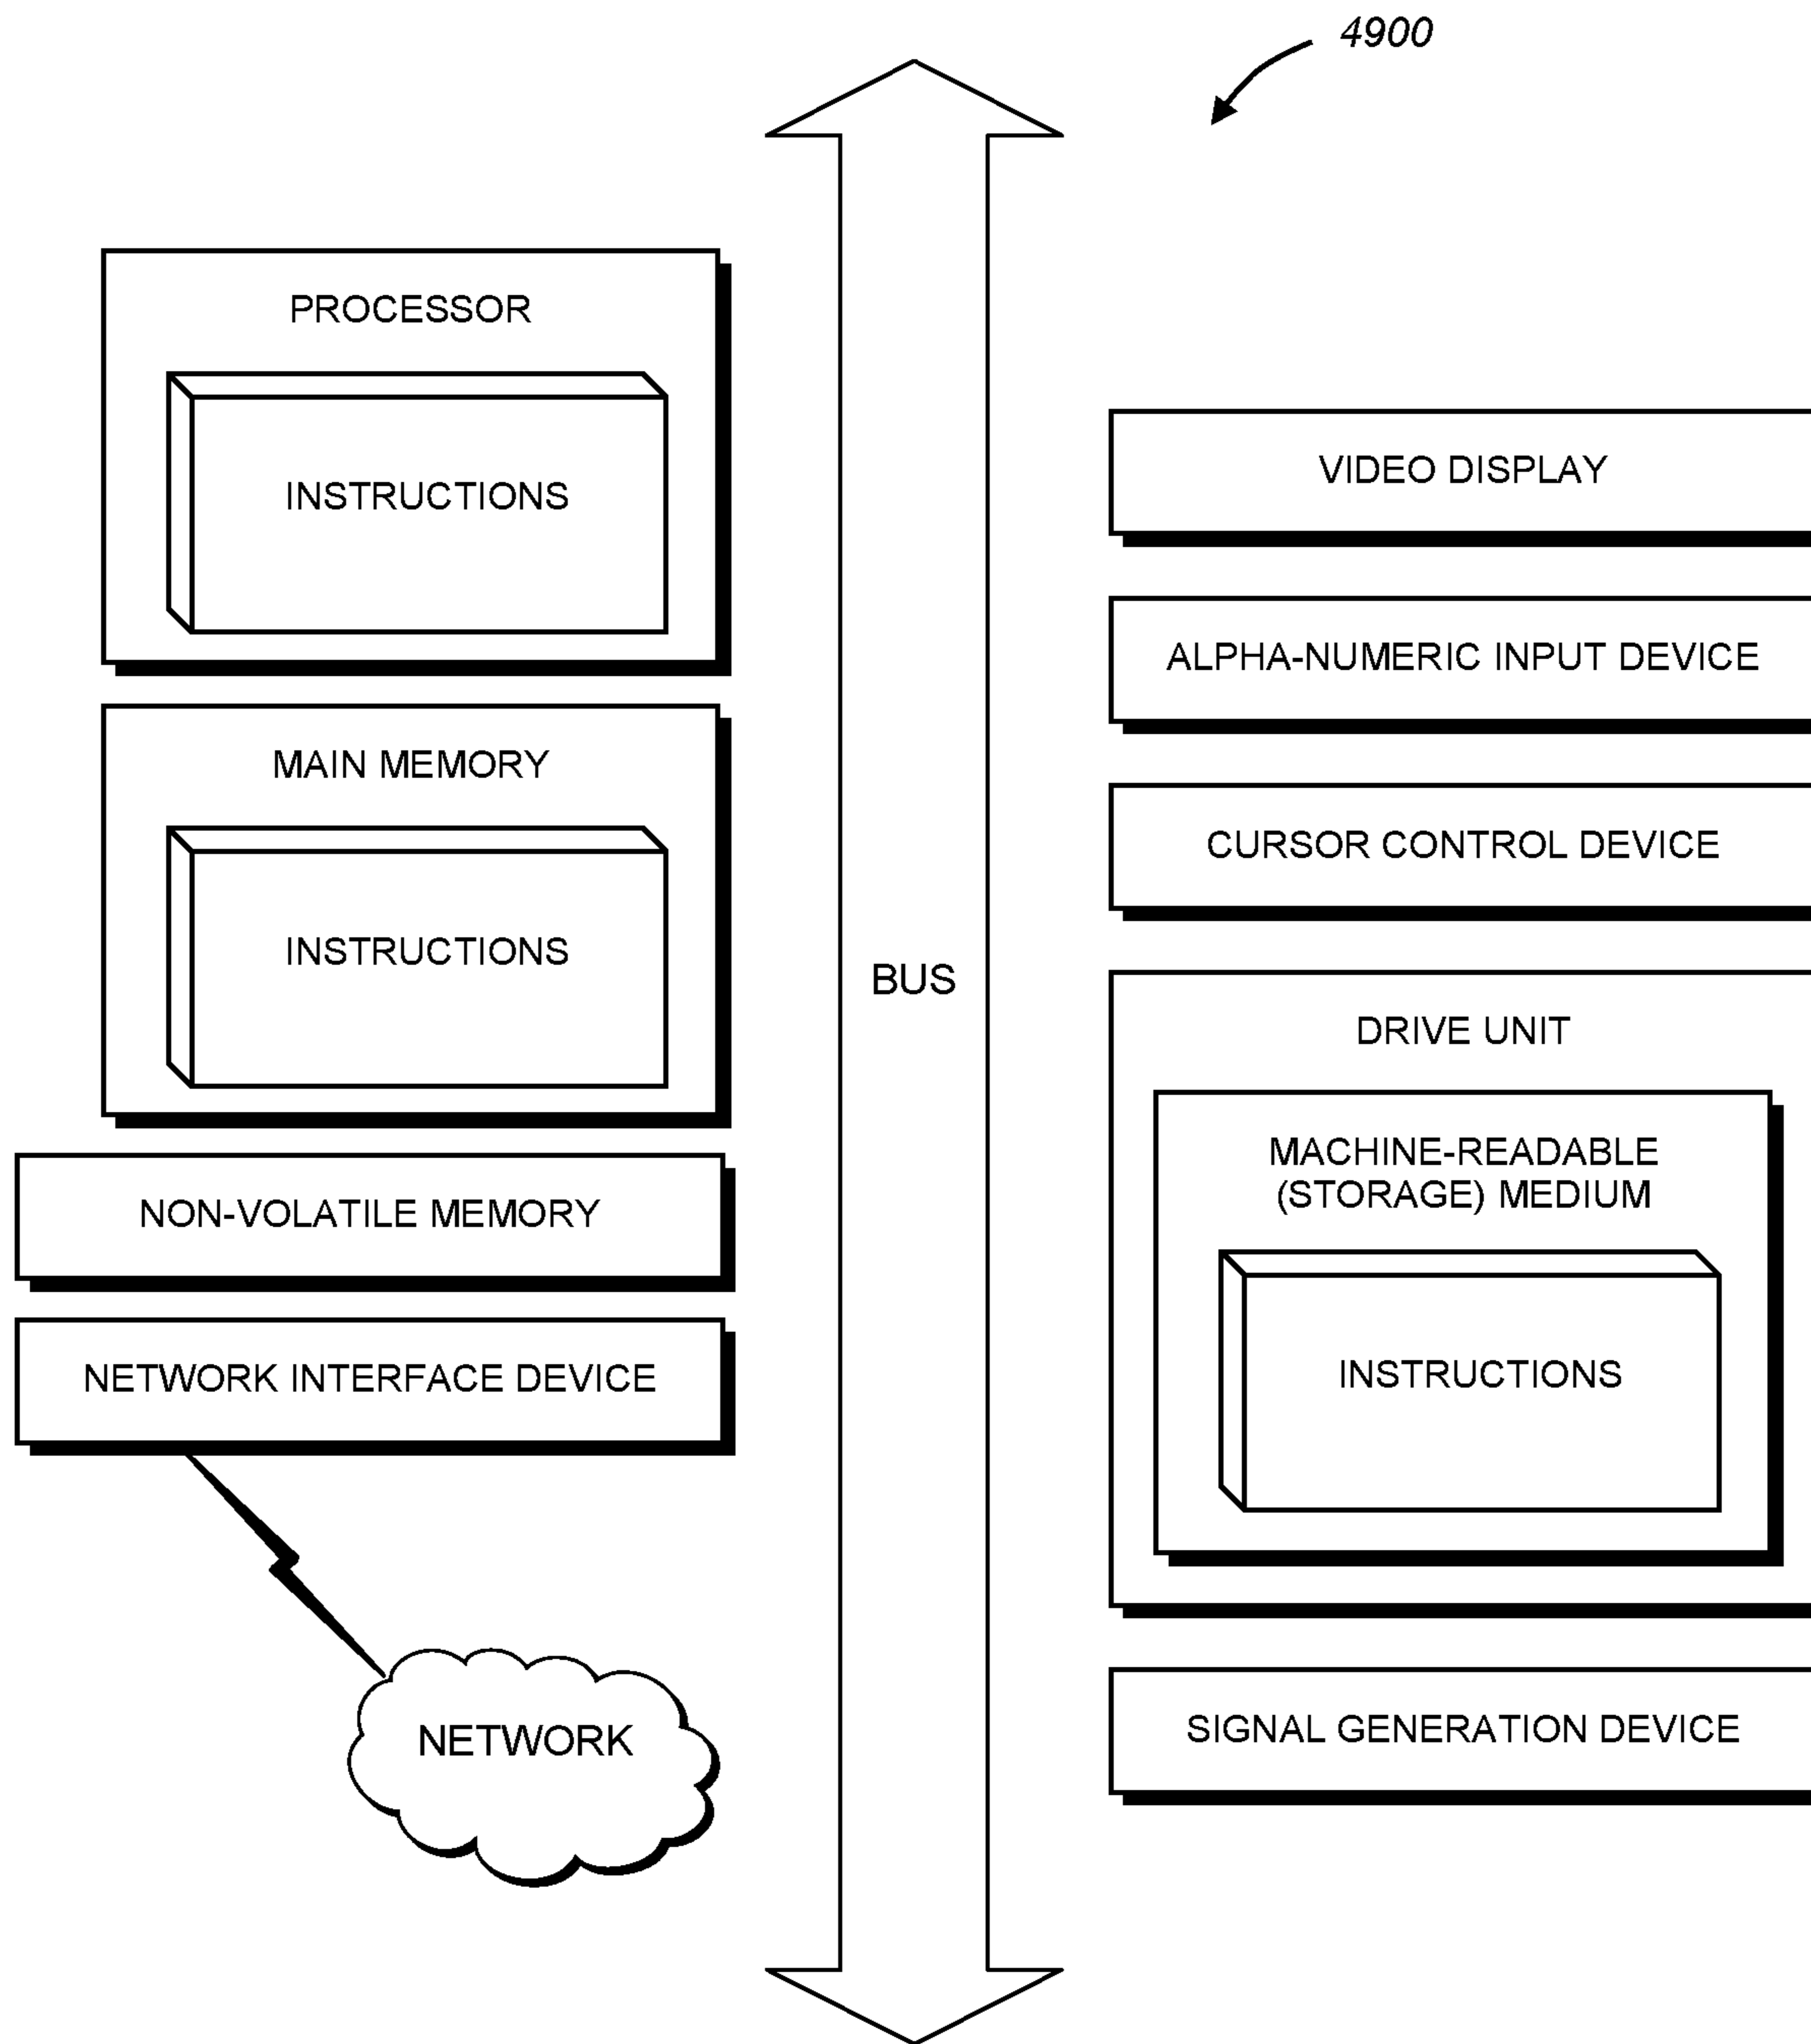 4900
PROCESSOR
INSTRUCTIONS
MAIN MEMORY
INSTRUCTIONS
NON-VOLATILE MEMORY
NETWORK INTERFACE DEVICE
NETWORK
BUS
VIDEO DISPLAY
ALPHA-NUMERIC INPUT DEVICE
CURSOR CONTROL DEVICE
DRIVE UNIT
MACHINE-READABLE
(STORAGE) MEDIUM
INSTRUCTIONS
SIGNAL GENERATION DEVICE